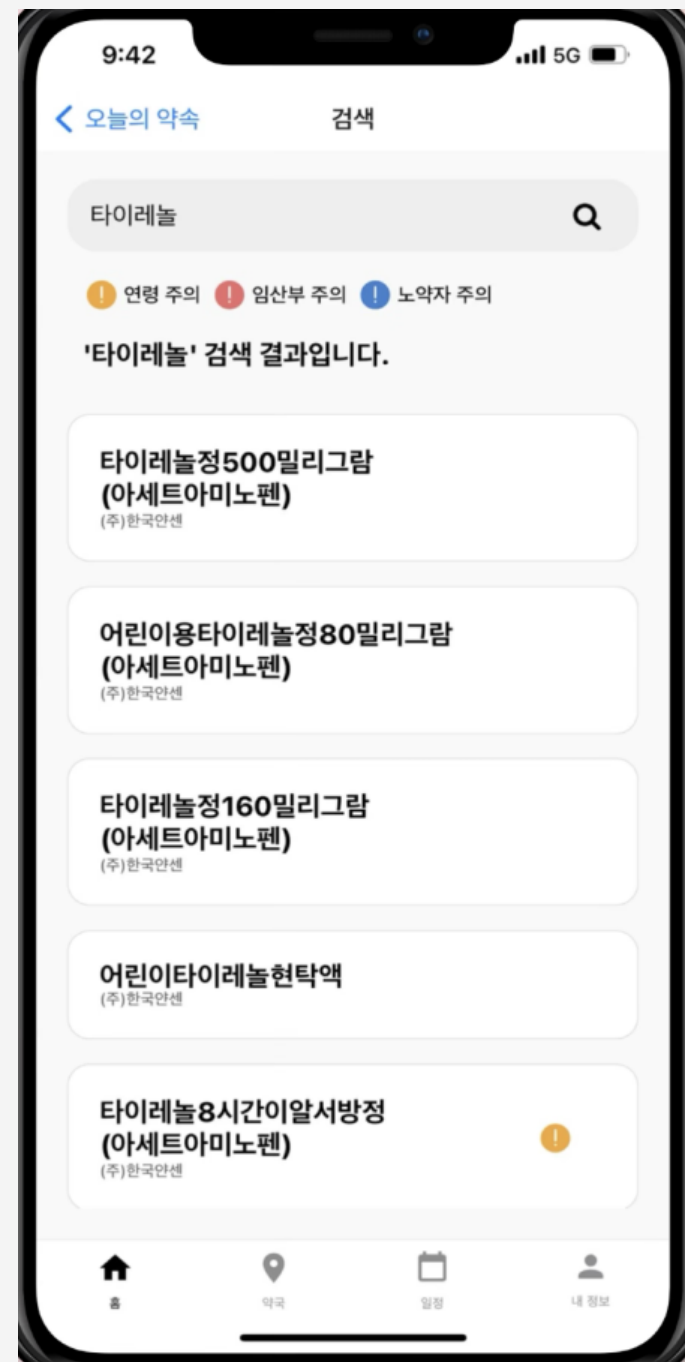 9:42
5G
오늘의 약속
검색
타이레놀
연령 주의 임산부 주의 노약자 주의
'타이레놀' 검색 결과입니다.
타이레놀정500밀리그람
(아세트아미노펜)
(주)한국얀센
어린이용타이레놀정80밀리그람
(아세트아미노펜)
(주)한국얀센
타이레놀정160밀리그람
(아세트아미노펜)
(주)한국얀센
어린이타이레놀현탁액
(주)한국얀센
타이레놀8시간이알서방정
(아세트아미노펜)
(주)한국얀센
홈 약국 일정 내 정보